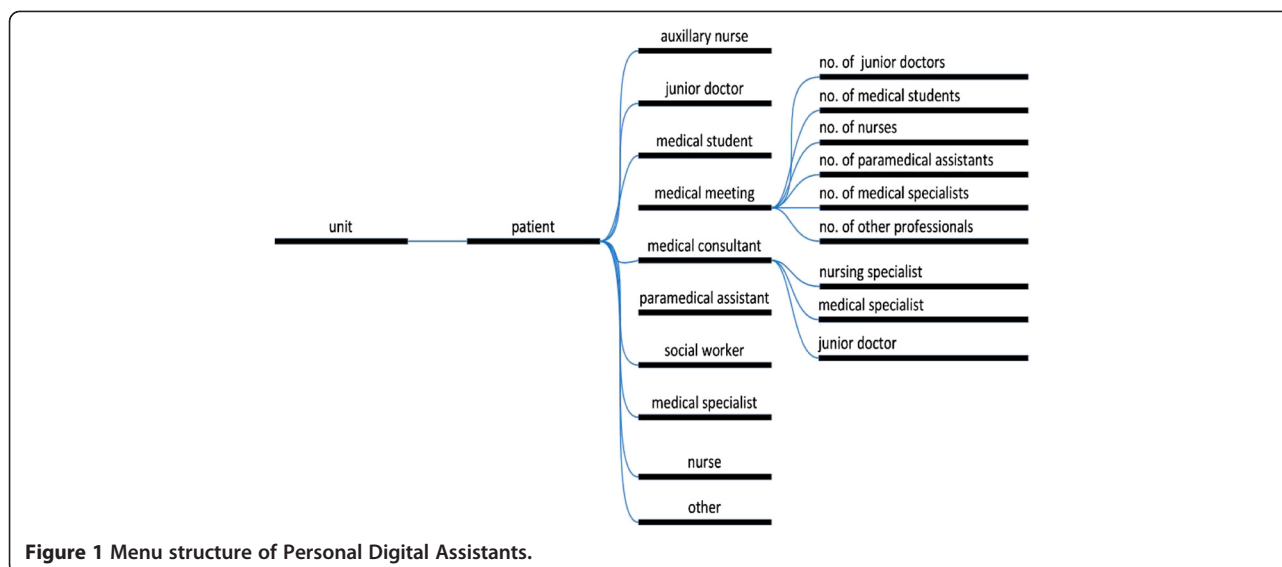 unit
patient
auxillary nurse
junior doctor
medical student
medical meeting
medical consultant
paramedical assistant
social worker
medical specialist
nurse
other
no. of junior doctors
no. of medical students
no. of nurses
no. of paramedical assistants
no. of medical specialists
no. of other professionals
nursing specialist
medical specialist
junior doctor
Figure 1 Menu structure of Personal Digital Assistants.